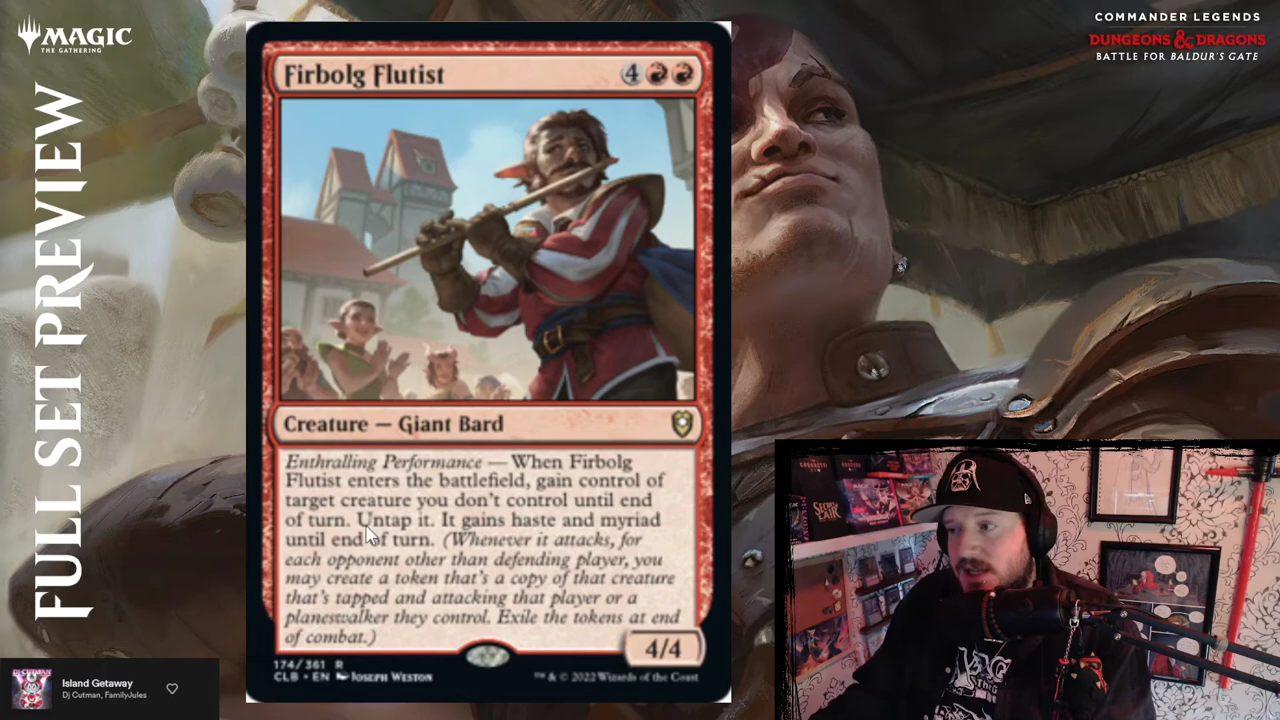 MAGIC
THE GATHERING
FULL SET PREVIEW
COMMANDER LEGENDS
DUNGEONS & DRAGONS
BATTLE FOR BALDUR'S GATE
Firbolg Flutist 4
Creature — Giant Bard
Enthralling Performance — When Firbolg
Flutist enters the battlefield, gain control of
target creature you don't control until end
of turn. Untap it. It gains haste and myriad
until end of turn. (Whenever it attacks, for
each opponent other than defending player, you
may create a token that's a copy of that creature
that's tapped and attacking that player or a
planeswalker they control. Exile the tokens at end
of combat.)
4/4
174/361 R
CLB • EN Joseph Weston
™ & © 2022 Wizards of the Coast
SECRET
LAIR
Island Getaway
Dj Cutman, FamilyJules